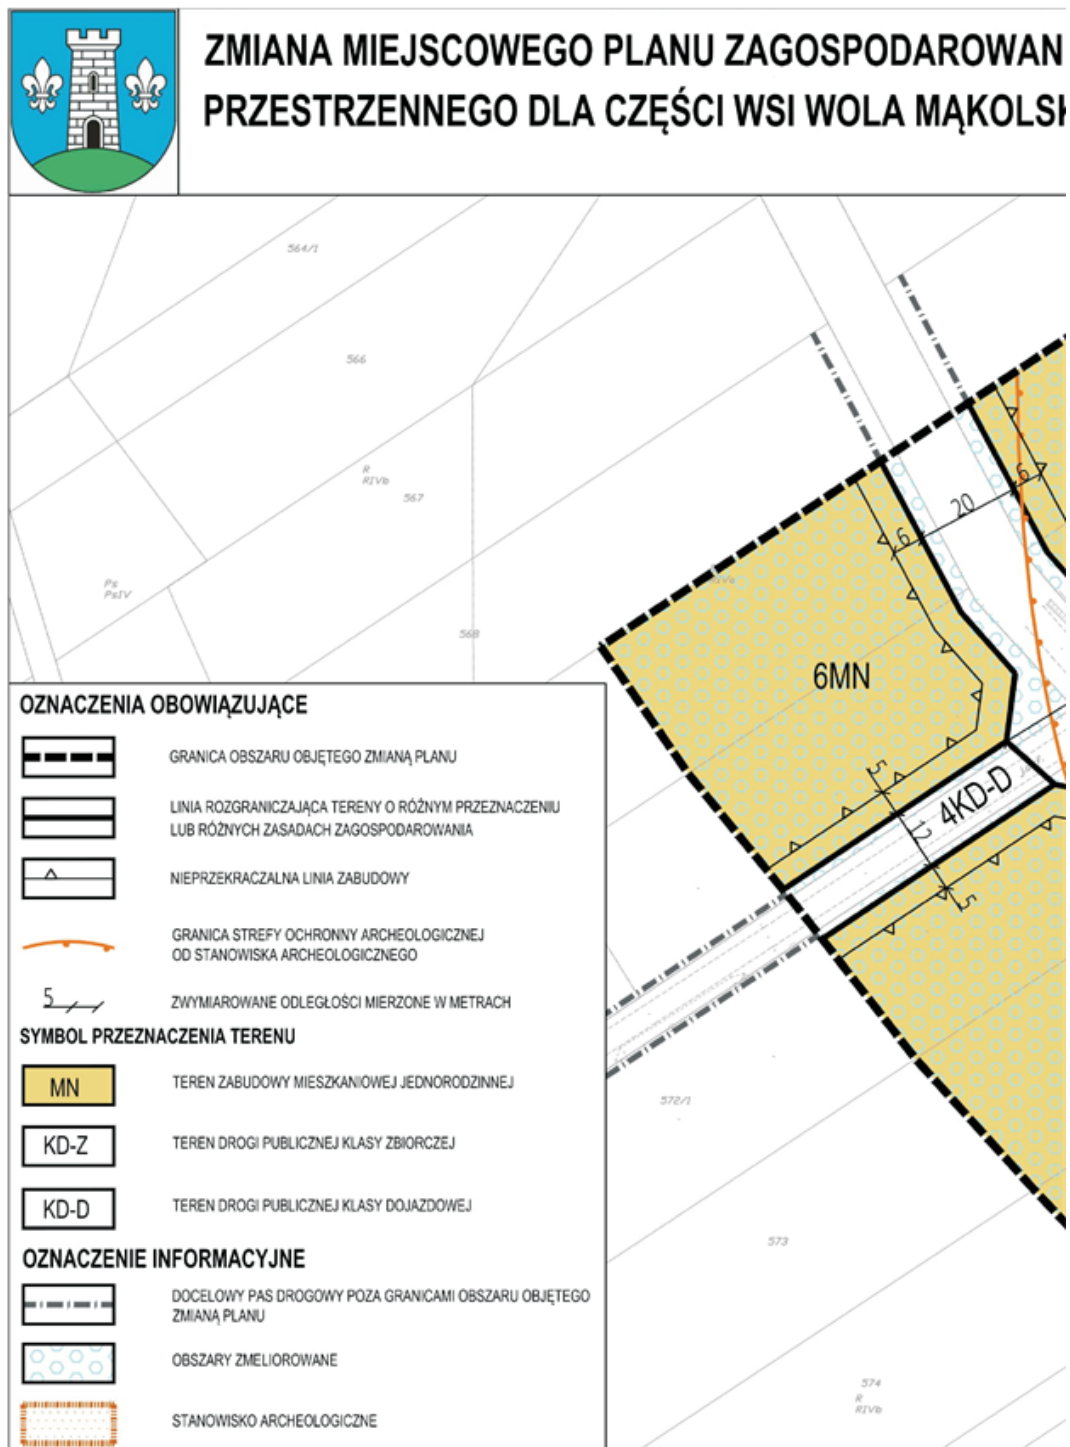 ZMIANA MIEJSCOWEGO PLANU ZAGOSPODAROWAN
PRZESTRZENNEGO DLA CZĘŚCI WSI WOLA MĄKOLSK
564/1
566
R
RIVb
567
Ps
PsIV
568
6
20
6
6MN
5
4KD-D
12
5
572/1
573
574
R
RIVb
OZNACZENIA OBOWIĄZUJĄCE
GRANICA OBSZARU OBJĘTEGO ZMIANĄ PLANU
LINIA ROZGRANICZAJĄCA TERENY O RÓŻNYM PRZEZNACZENIU
LUB RÓŻNYCH ZASADACH ZAGOSPODAROWANIA
NIEPRZEKRACZALNA LINIA ZABUDOWY
GRANICA STREFY OCHRONNY ARCHEOLOGICZNEJ
OD STANOWISKA ARCHEOLOGICZNEGO
5 ZWYMIAROWANE ODLEGŁOŚCI MIERZONE W METRACH
SYMBOL PRZEZNACZENIA TERENU
MN TEREN ZABUDOWY MIESZKANIOWEJ JEDNORODZINNEJ
KD-Z TEREN DROGI PUBLICZNEJ KLASY ZBIORCZEJ
KD-D TEREN DROGI PUBLICZNEJ KLASY DOJAZDOWEJ
OZNACZENIE INFORMACYJNE
DOCELOWY PAS DROGOWY POZA GRANICAMI OBSZARU OBJĘTEGO
ZMIANĄ PLANU
OBSZARY ZMELIOROWANE
STANOWISKO ARCHEOLOGICZNE